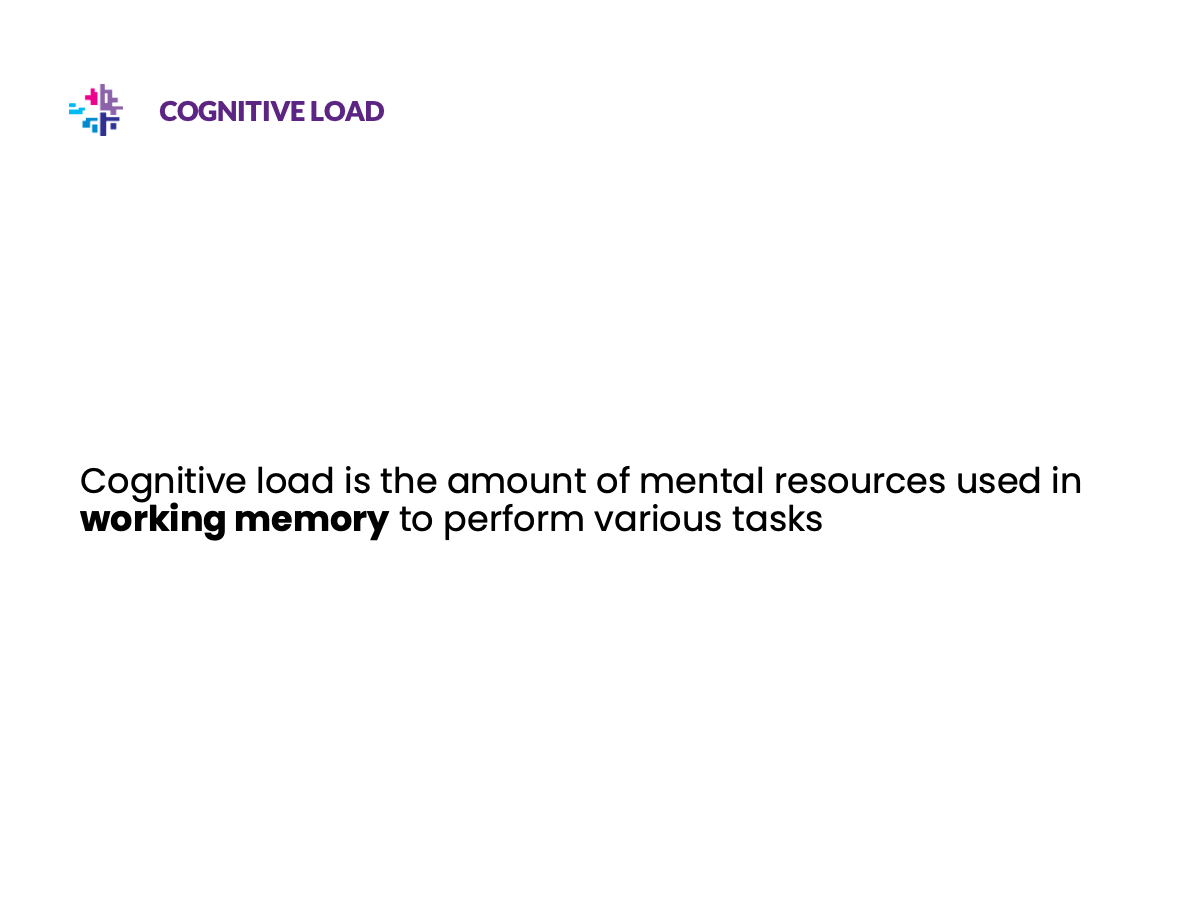 COGNITIVE LOAD
Cognitive load is the amount of mental resources used in
working memory to perform various tasks